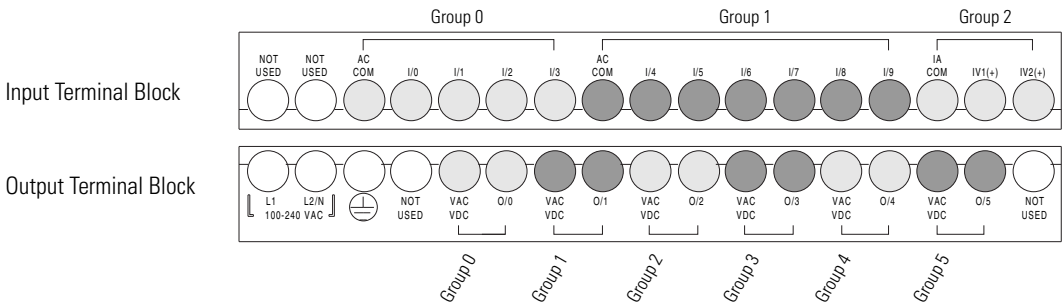 Group 0 Group 1 Group 2
NOT USED NOT USED AC COM I/0 I/1 I/2 I/3 AC COM I/4 I/5 I/6 I/7 I/8 I/9 IA COM IV1(+) IV2(+)
Input Terminal Block
Output Terminal Block
L1 L2/N NOT USED VAC VDC O/0 VAC VDC O/1 VAC VDC O/2 VAC VDC O/3 VAC VDC O/4 VAC VDC O/5 NOT USED
100-240 VAC
Group 0 Group 1 Group 2 Group 3 Group 4 Group 5